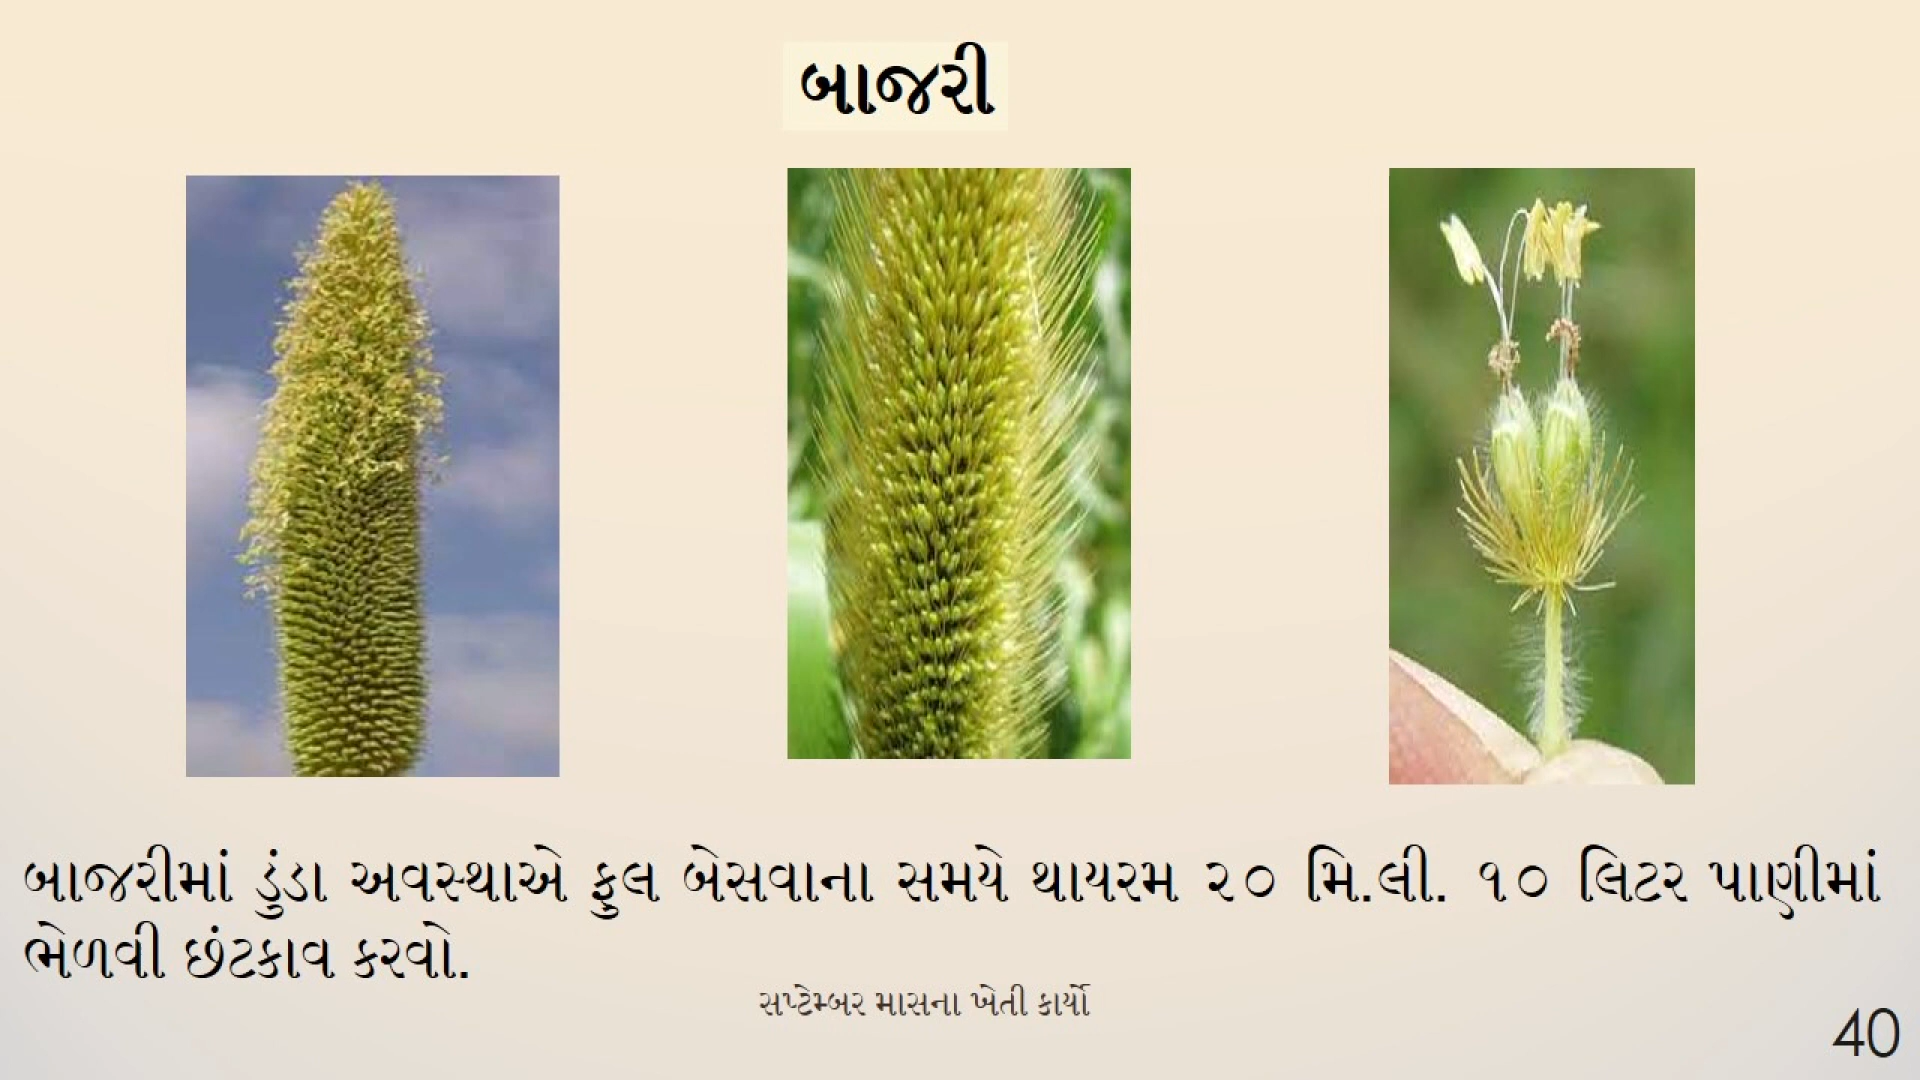 બાજરી
બાજરીમાં ડુંડા અવસ્થાએ ફુલ બેસવાના સમયે થાયરમ ૨૦ મિ.લી. ૧૦ લિટર પાણીમાં
ભેળવી છંટકાવ કરવો.
સપ્ટેમ્બર માસના ખેતી કાર્યો
40